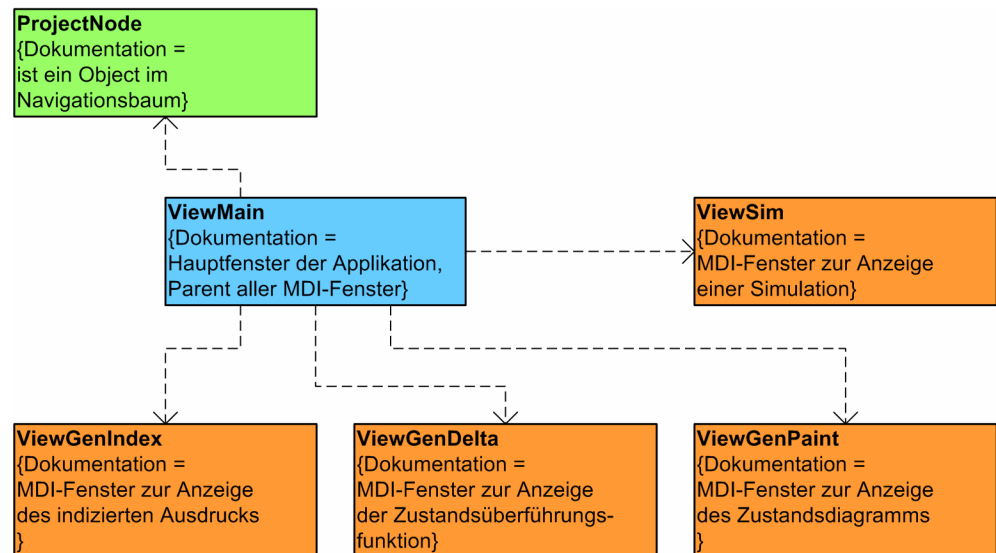 ProjectNode
{Dokumentation =
ist ein Object im
Navigationsbaum}
ViewMain
{Dokumentation =
Hauptfenster der Applikation,
Parent aller MDI-Fenster}
ViewSim
{Dokumentation =
MDI-Fenster zur Anzeige
einer Simulation}
ViewGenIndex
{Dokumentation =
MDI-Fenster zur Anzeige
des indizierten Ausdrucks
}
ViewGenDelta
{Dokumentation =
MDI-Fenster zur Anzeige
der Zustandsüberführungs-
funktion}
ViewGenPaint
{Dokumentation =
MDI-Fenster zur Anzeige
des Zustandsdiagramms
}